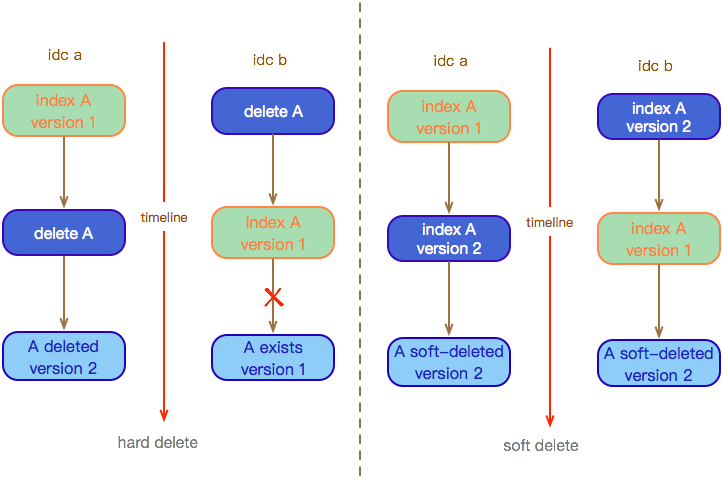 idc a
index A
version 1
delete A
A deleted
version 2
timeline
idc b
delete A
index A
version 1
A exists
version 1
hard delete
idc a
index A
version 1
index A
version 2
A soft-deleted
version 2
timeline
idc b
index A
version 2
index A
version 1
A soft-deleted
version 2
soft delete